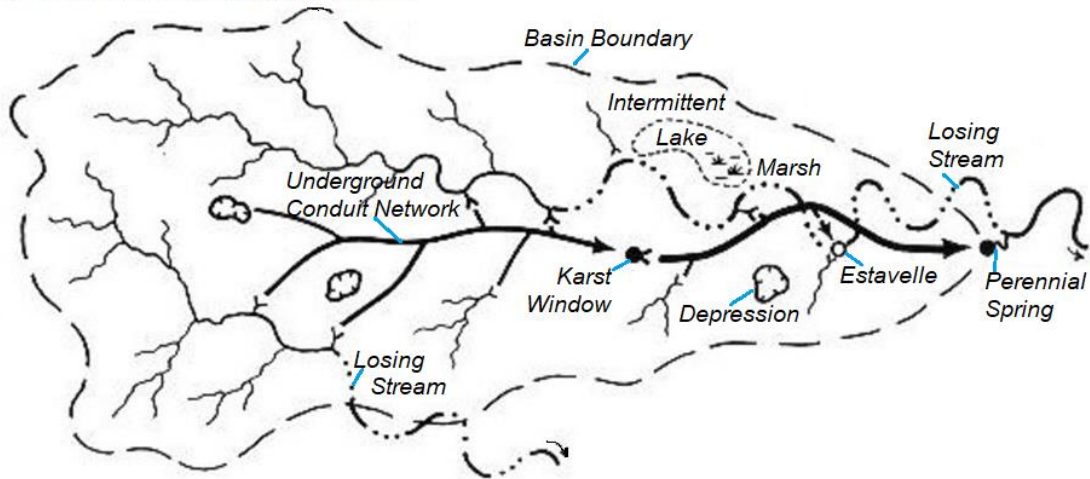 Basin Boundary
Intermittent
Lake
Marsh
Losing
Stream
Underground
Conduit Network
Karst
Window
Depression
Estavelle
Perennial
Spring
Losing
Stream